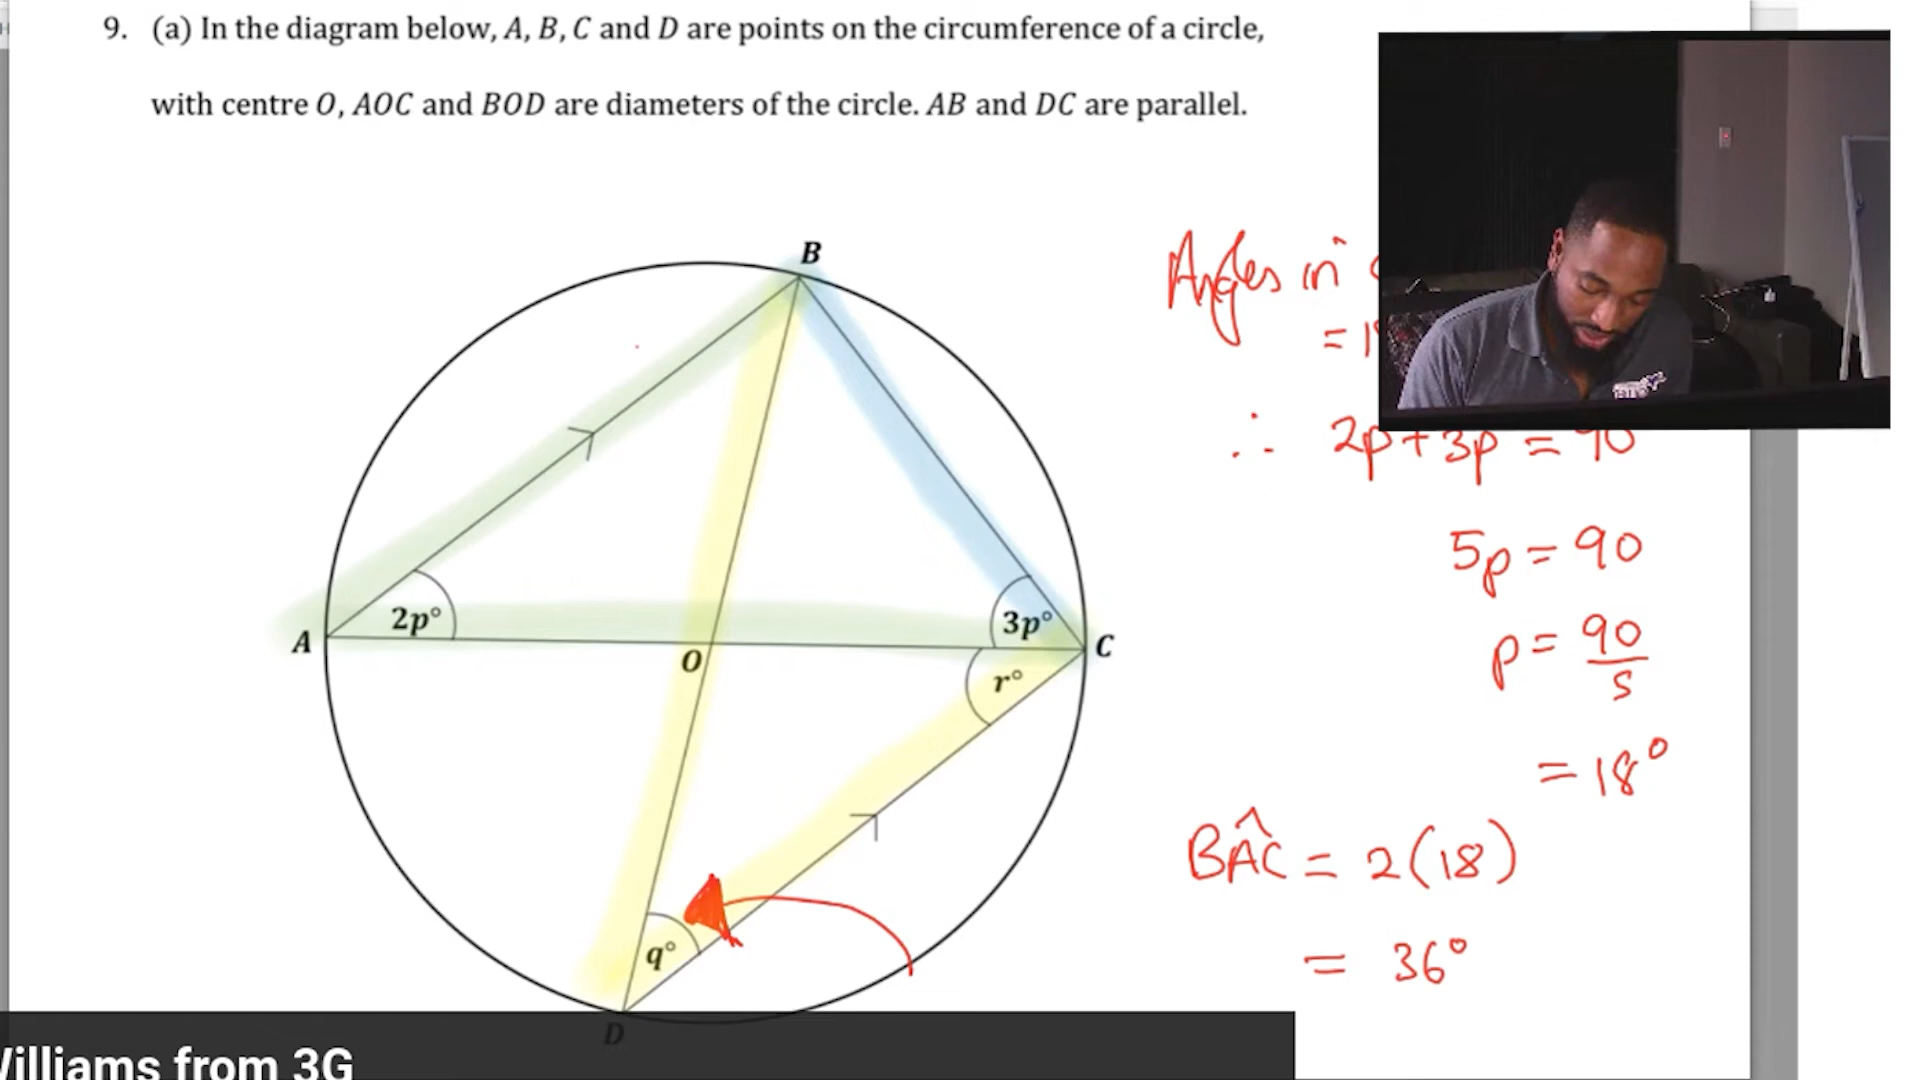 9. (a) In the diagram below, A, B, C and D are points on the circumference of a circle,
with centre O, AOC and BOD are diameters of the circle. AB and DC are parallel.
B
Angles in
= 1
∴ 2p + 3p = 90
5p = 90
2p°
3p°
A
O
C
r°
p = 90/5
= 18°
BÂC = 2(18)
q°
= 36°
D
Williams from 3G